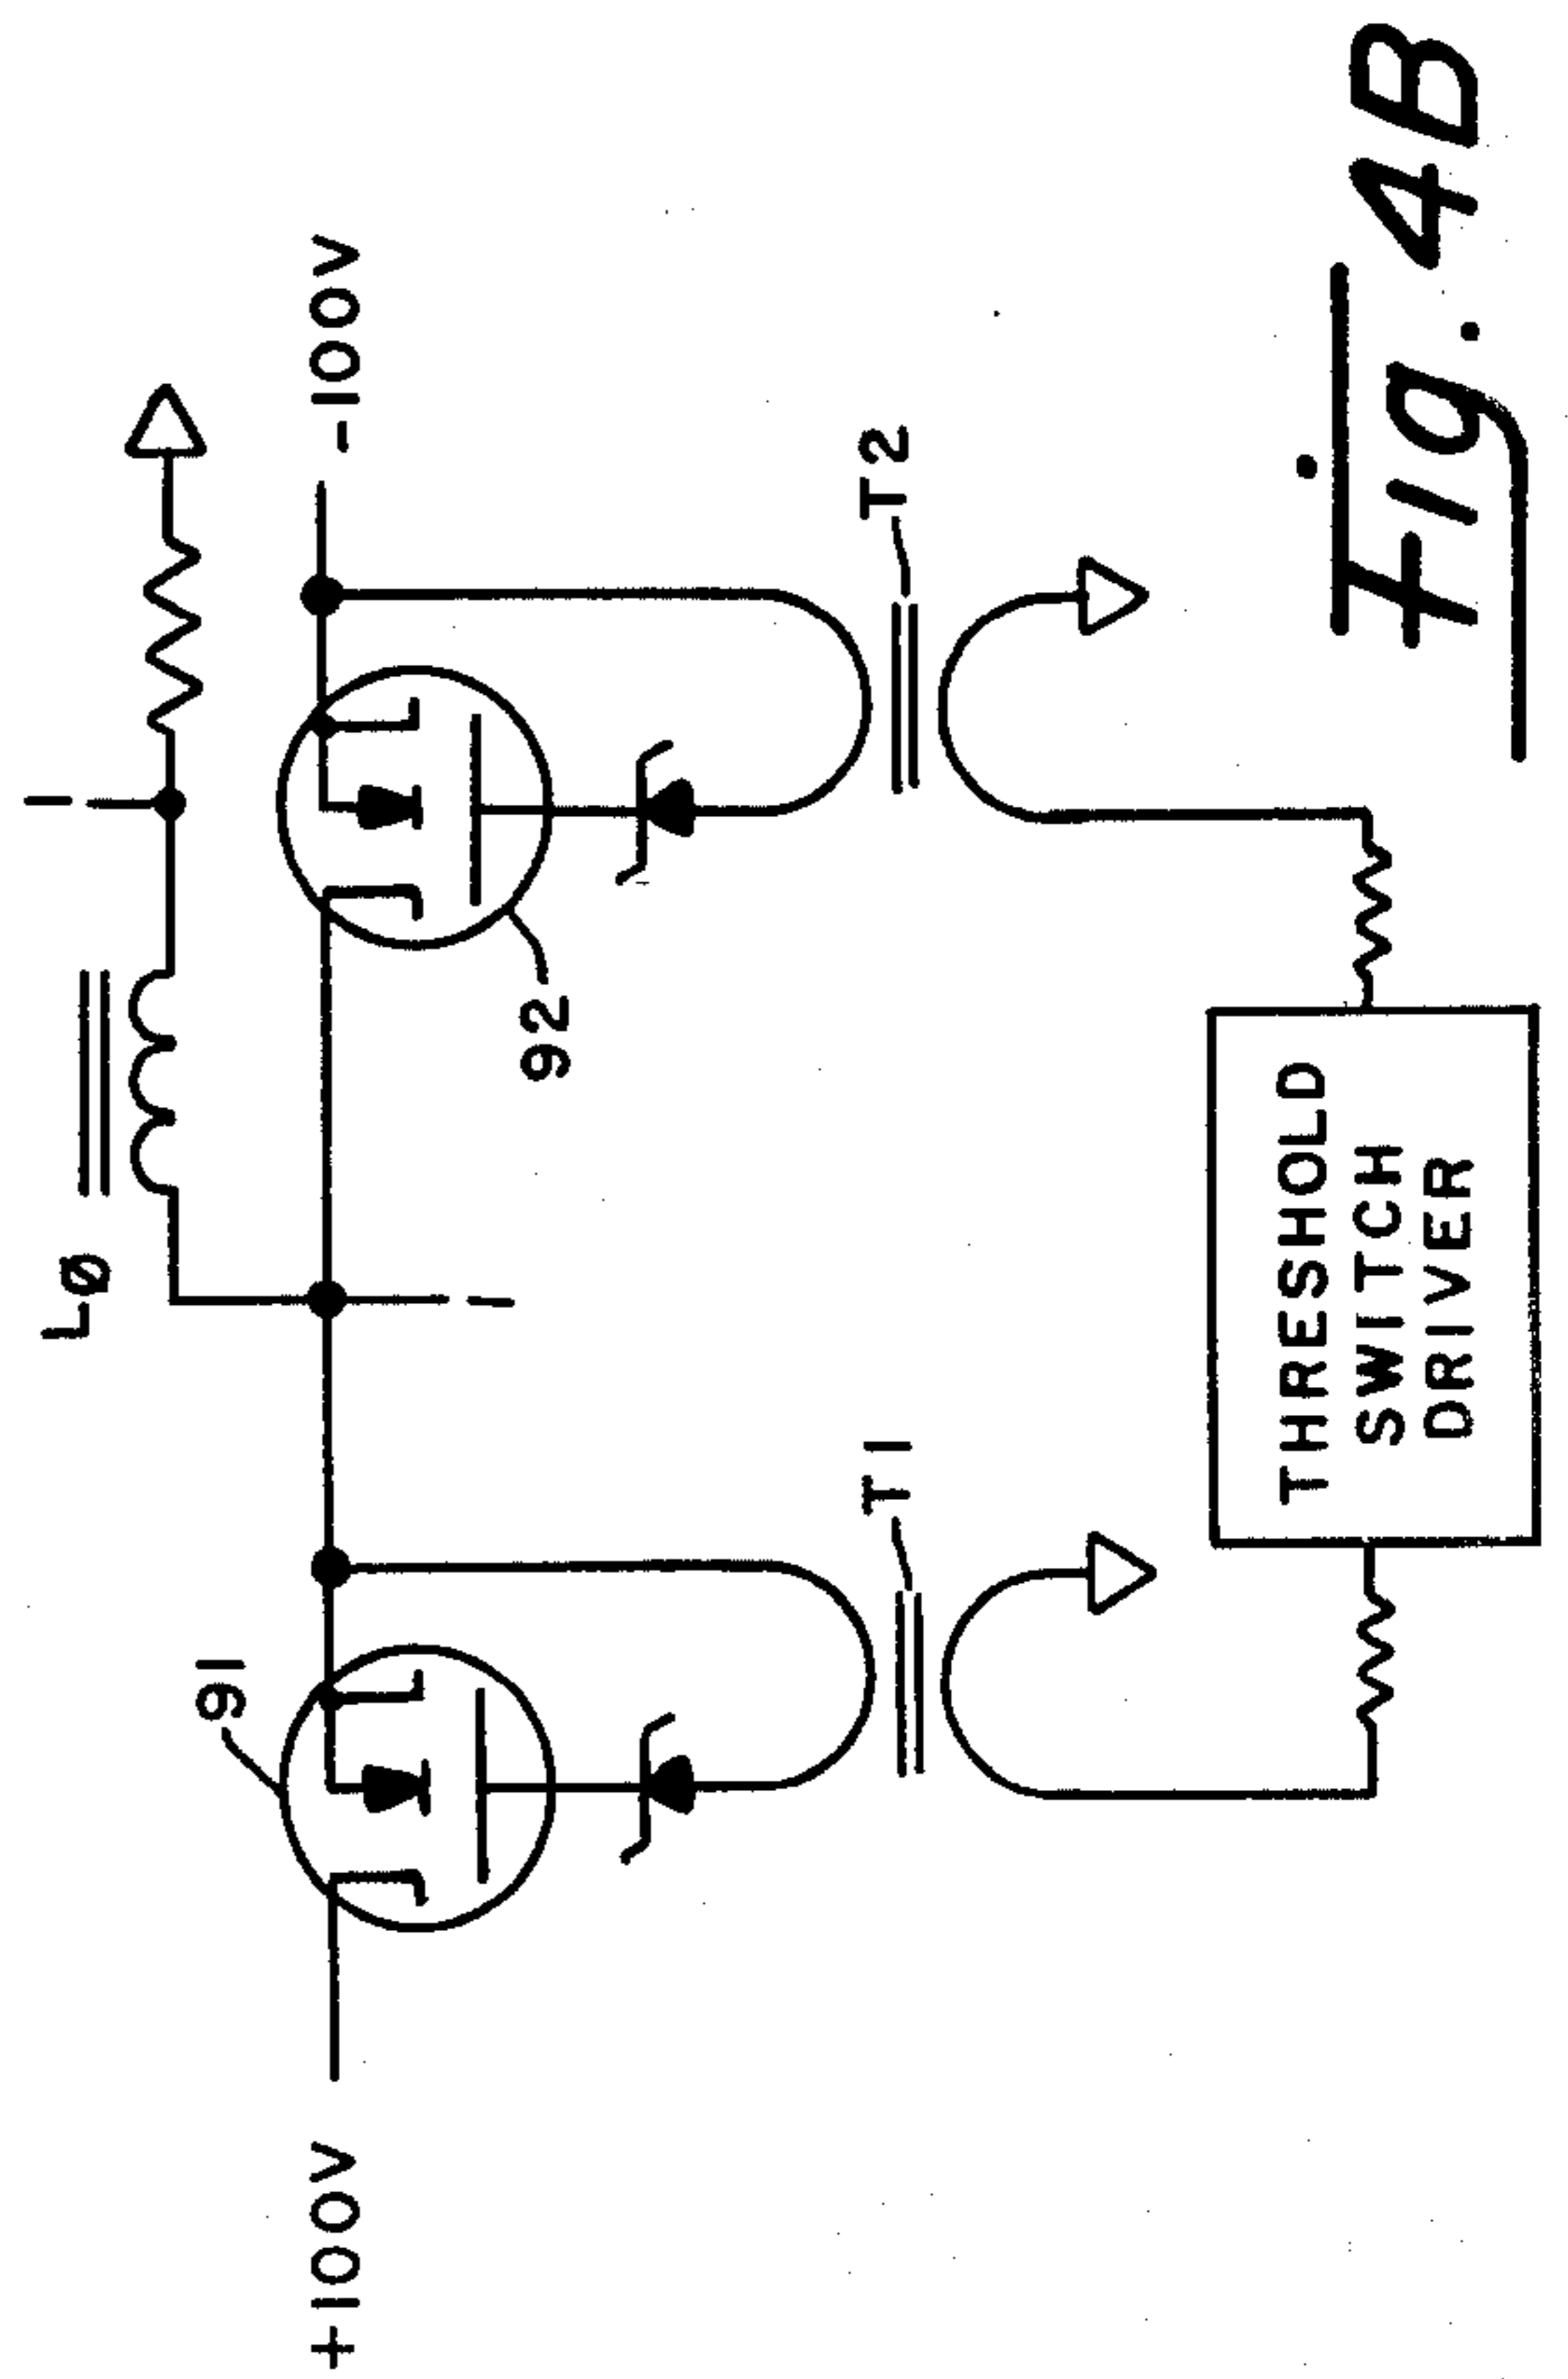 LØ
91
+100V
-100V
92
T1
T2
THRESHOLD
SWITCH
DRIVER
Fig. 4B